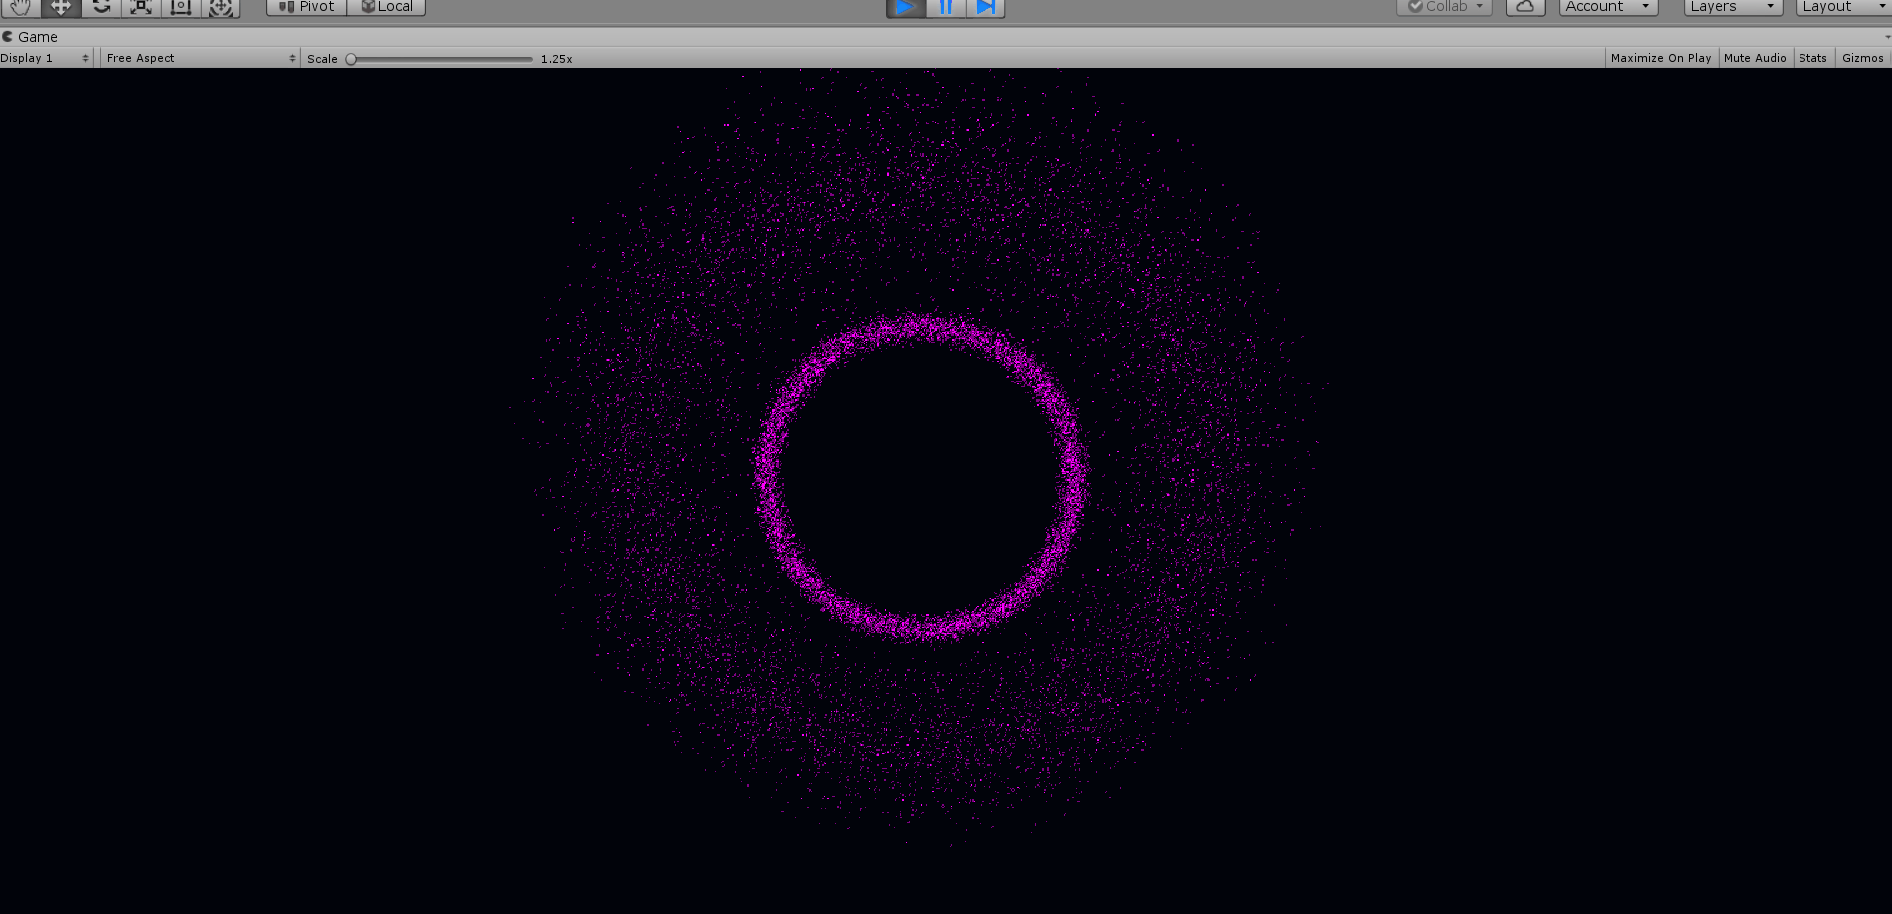 Pivot Local Collab Account Layers Layout
Game
Display 1 Free Aspect Scale 1.25x Maximize On Play Mute Audio Stats Gizmos